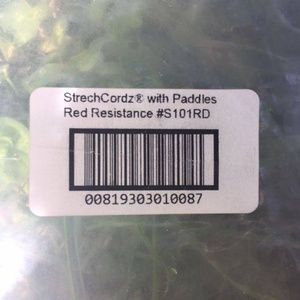 StrechCordz® with Paddles
Red Resistance #S101RD
00819303010087